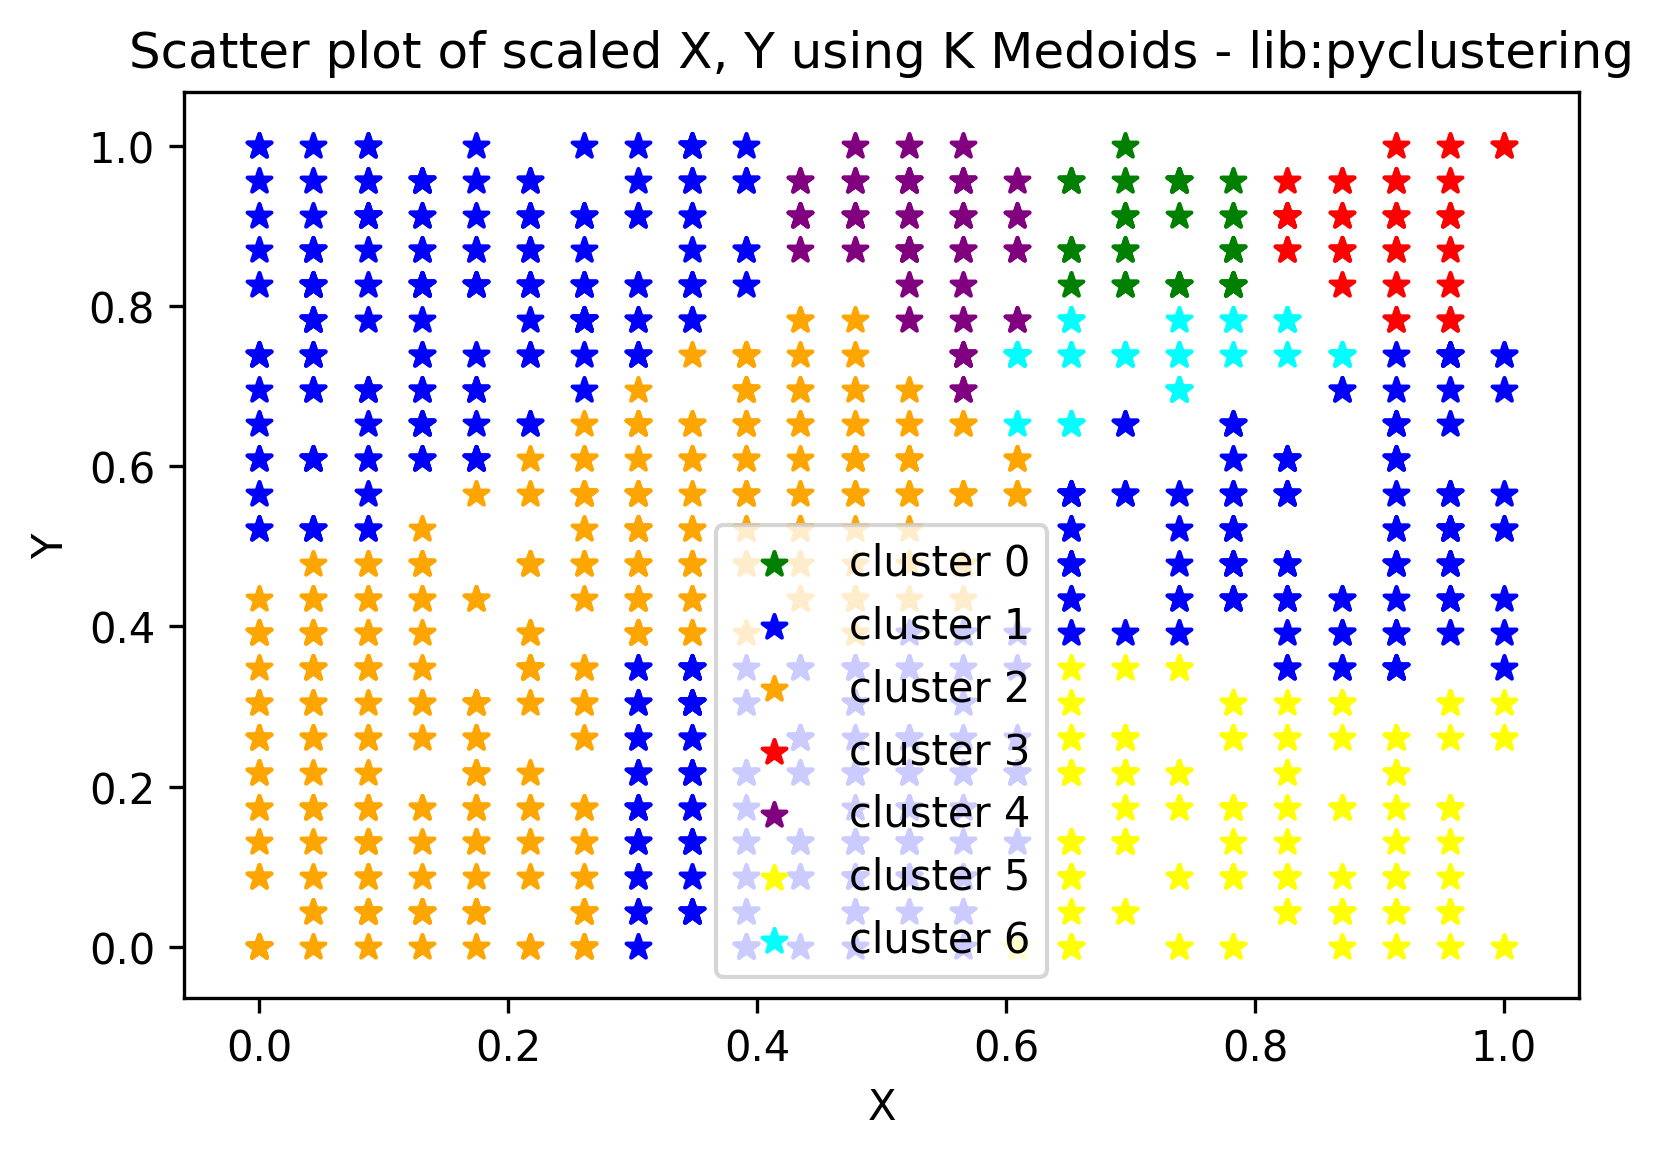 Scatter plot of scaled X, Y using K Medoids - lib:pyclustering
1.0
0.8
0.6
0.4
0.2
0.0
Y
cluster 0
cluster 1
cluster 2
cluster 3
cluster 4
cluster 5
cluster 6
0.0 0.2 0.4 0.6 0.8 1.0
X